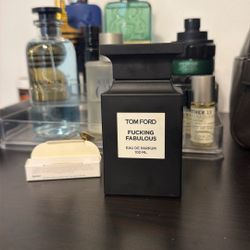 TOM FORD
FUCKING
FABULOUS
EAU DE PARFUM
100 ML